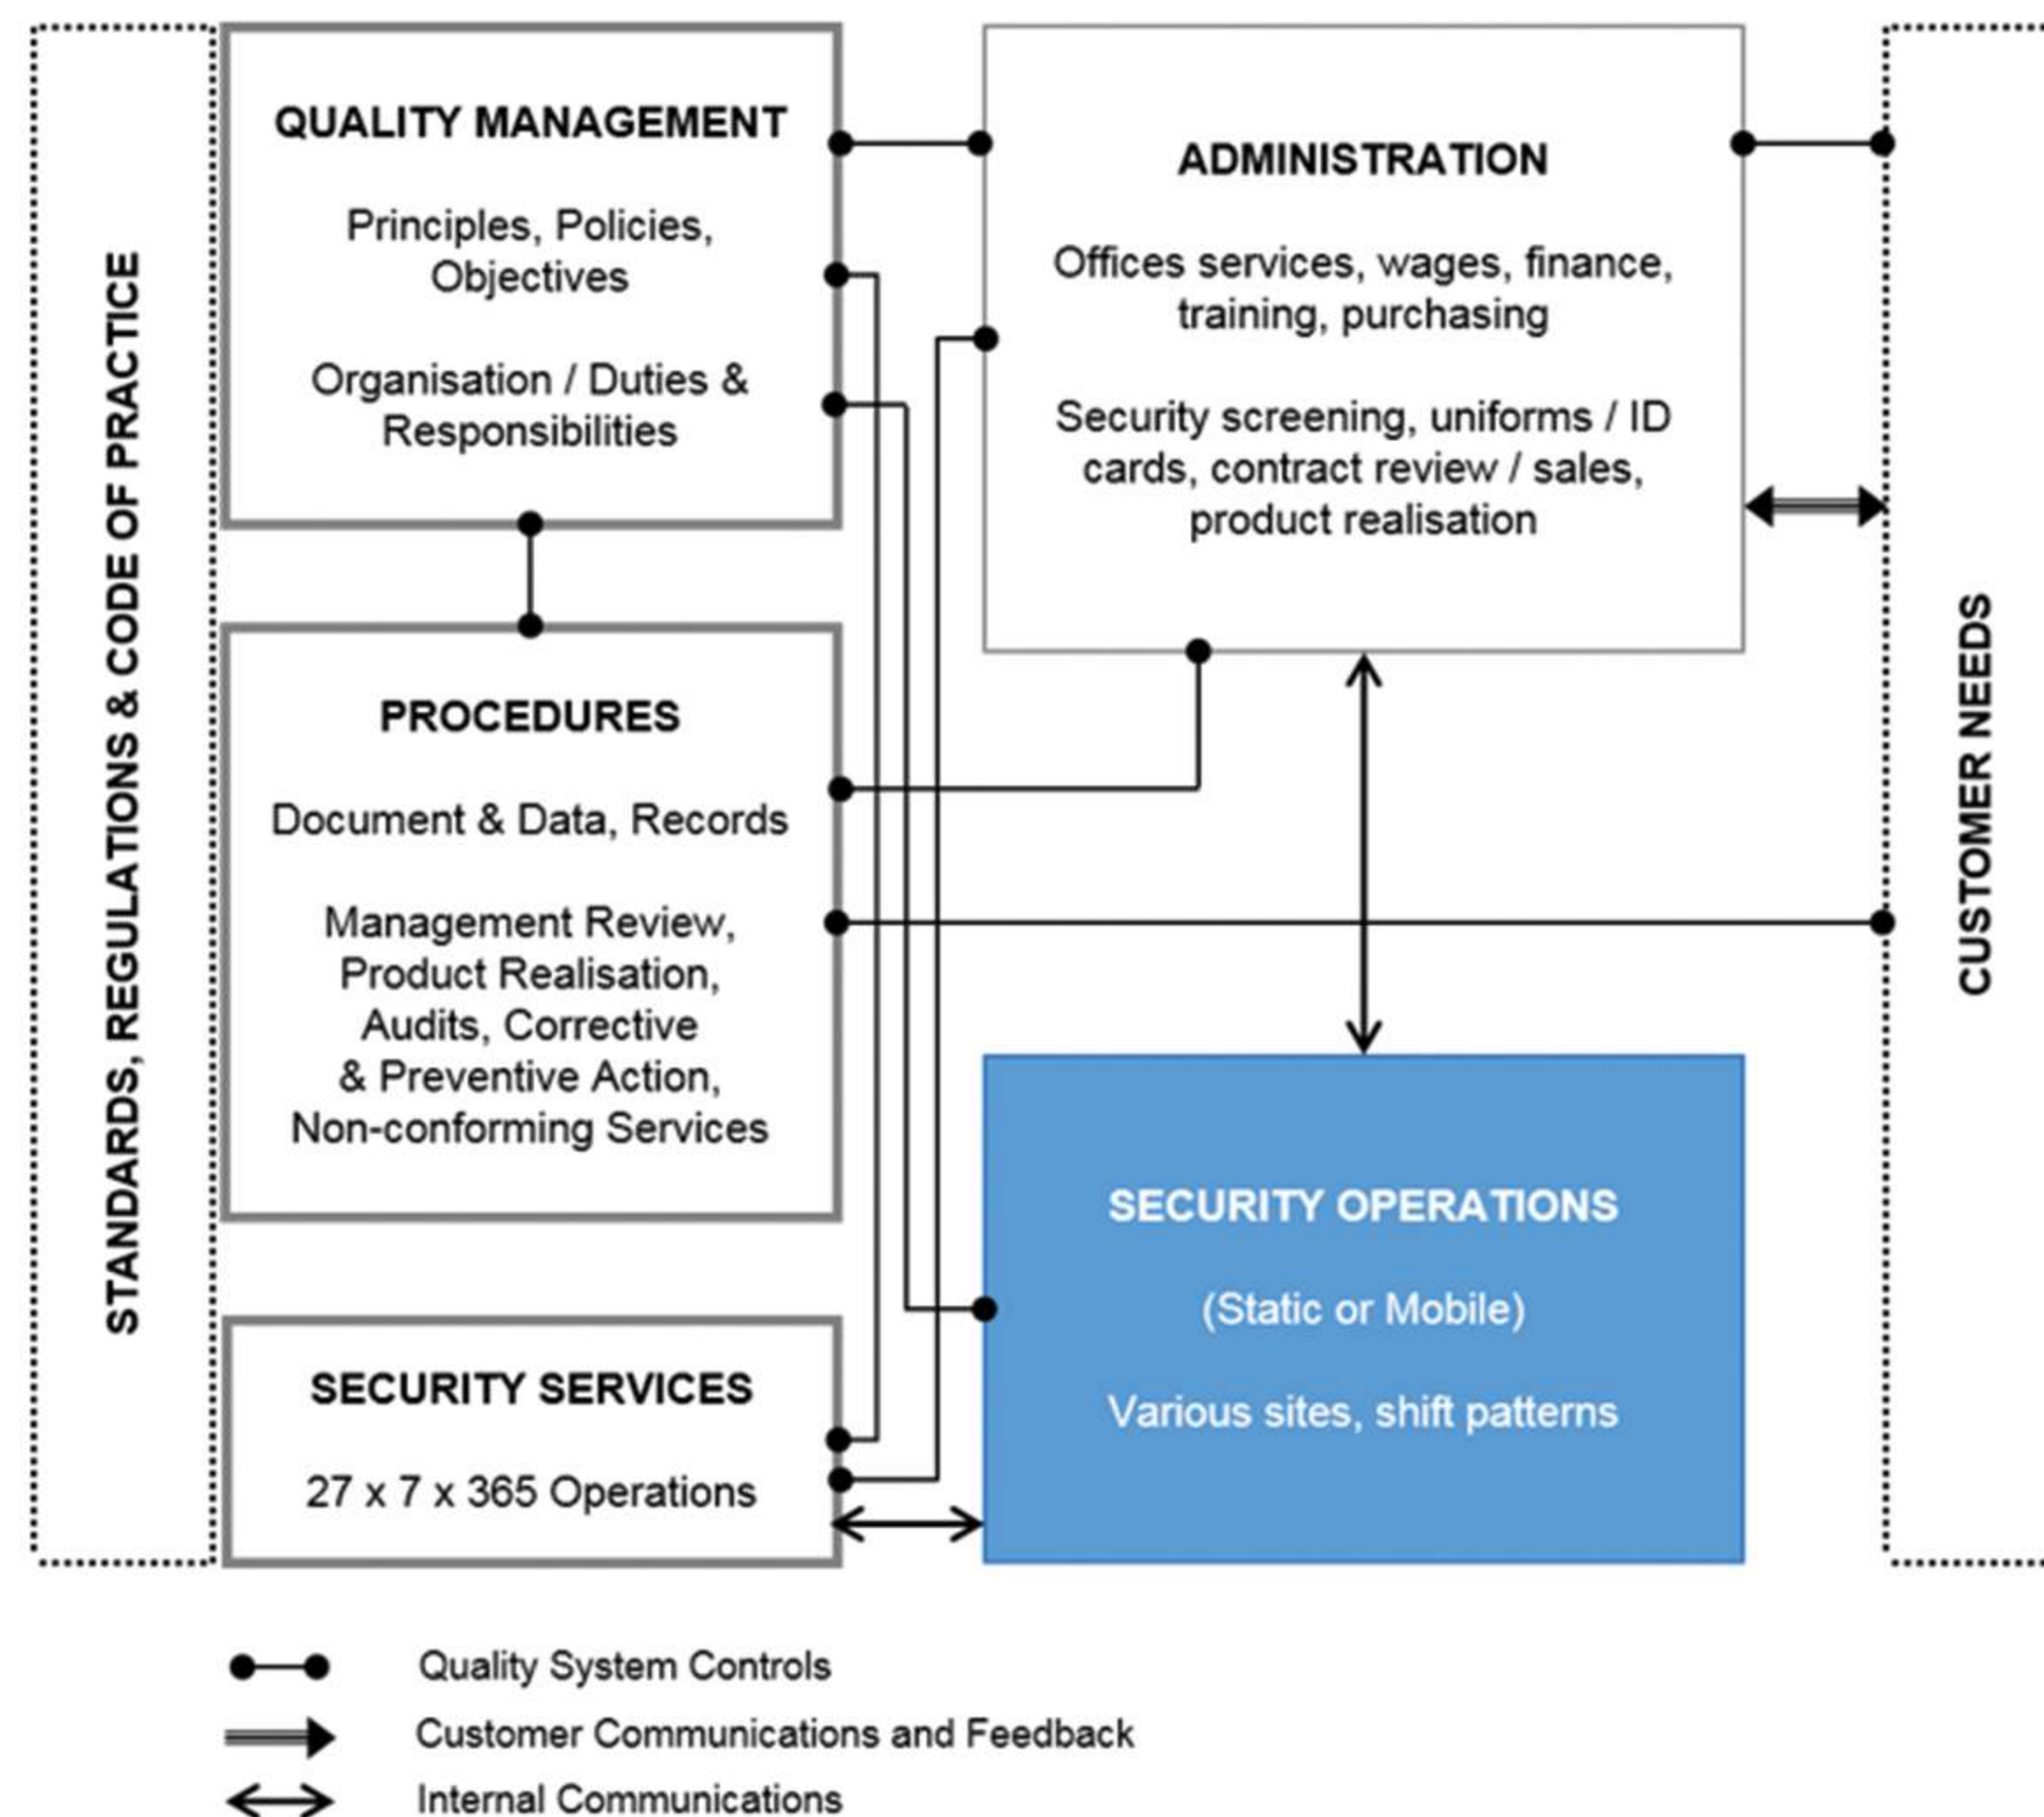 STANDARDS, REGULATIONS & CODE OF PRACTICE
QUALITY MANAGEMENT
Principles, Policies,
Objectives
Organisation / Duties &
Responsibilities
PROCEDURES
Document & Data, Records
Management Review,
Product Realisation,
Audits, Corrective
& Preventive Action,
Non-conforming Services
SECURITY SERVICES
27 x 7 x 365 Operations
ADMINISTRATION
Offices services, wages, finance,
training, purchasing
Security screening, uniforms / ID
cards, contract review / sales,
product realisation
SECURITY OPERATIONS
(Static or Mobile)
Various sites, shift patterns
CUSTOMER NEEDS
Quality System Controls
Customer Communications and Feedback
Internal Communications